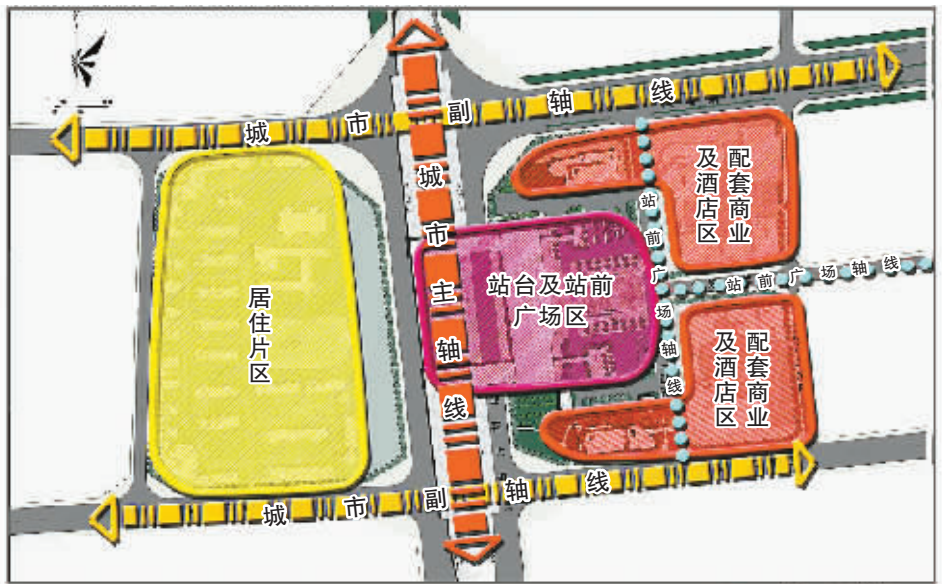 城市副轴线
城市主轴线
配套商业
及酒店区
站前广场轴线
站前广场轴线
站台及站前
广场区
居住片区
配套商业
及酒店区
城市副轴线